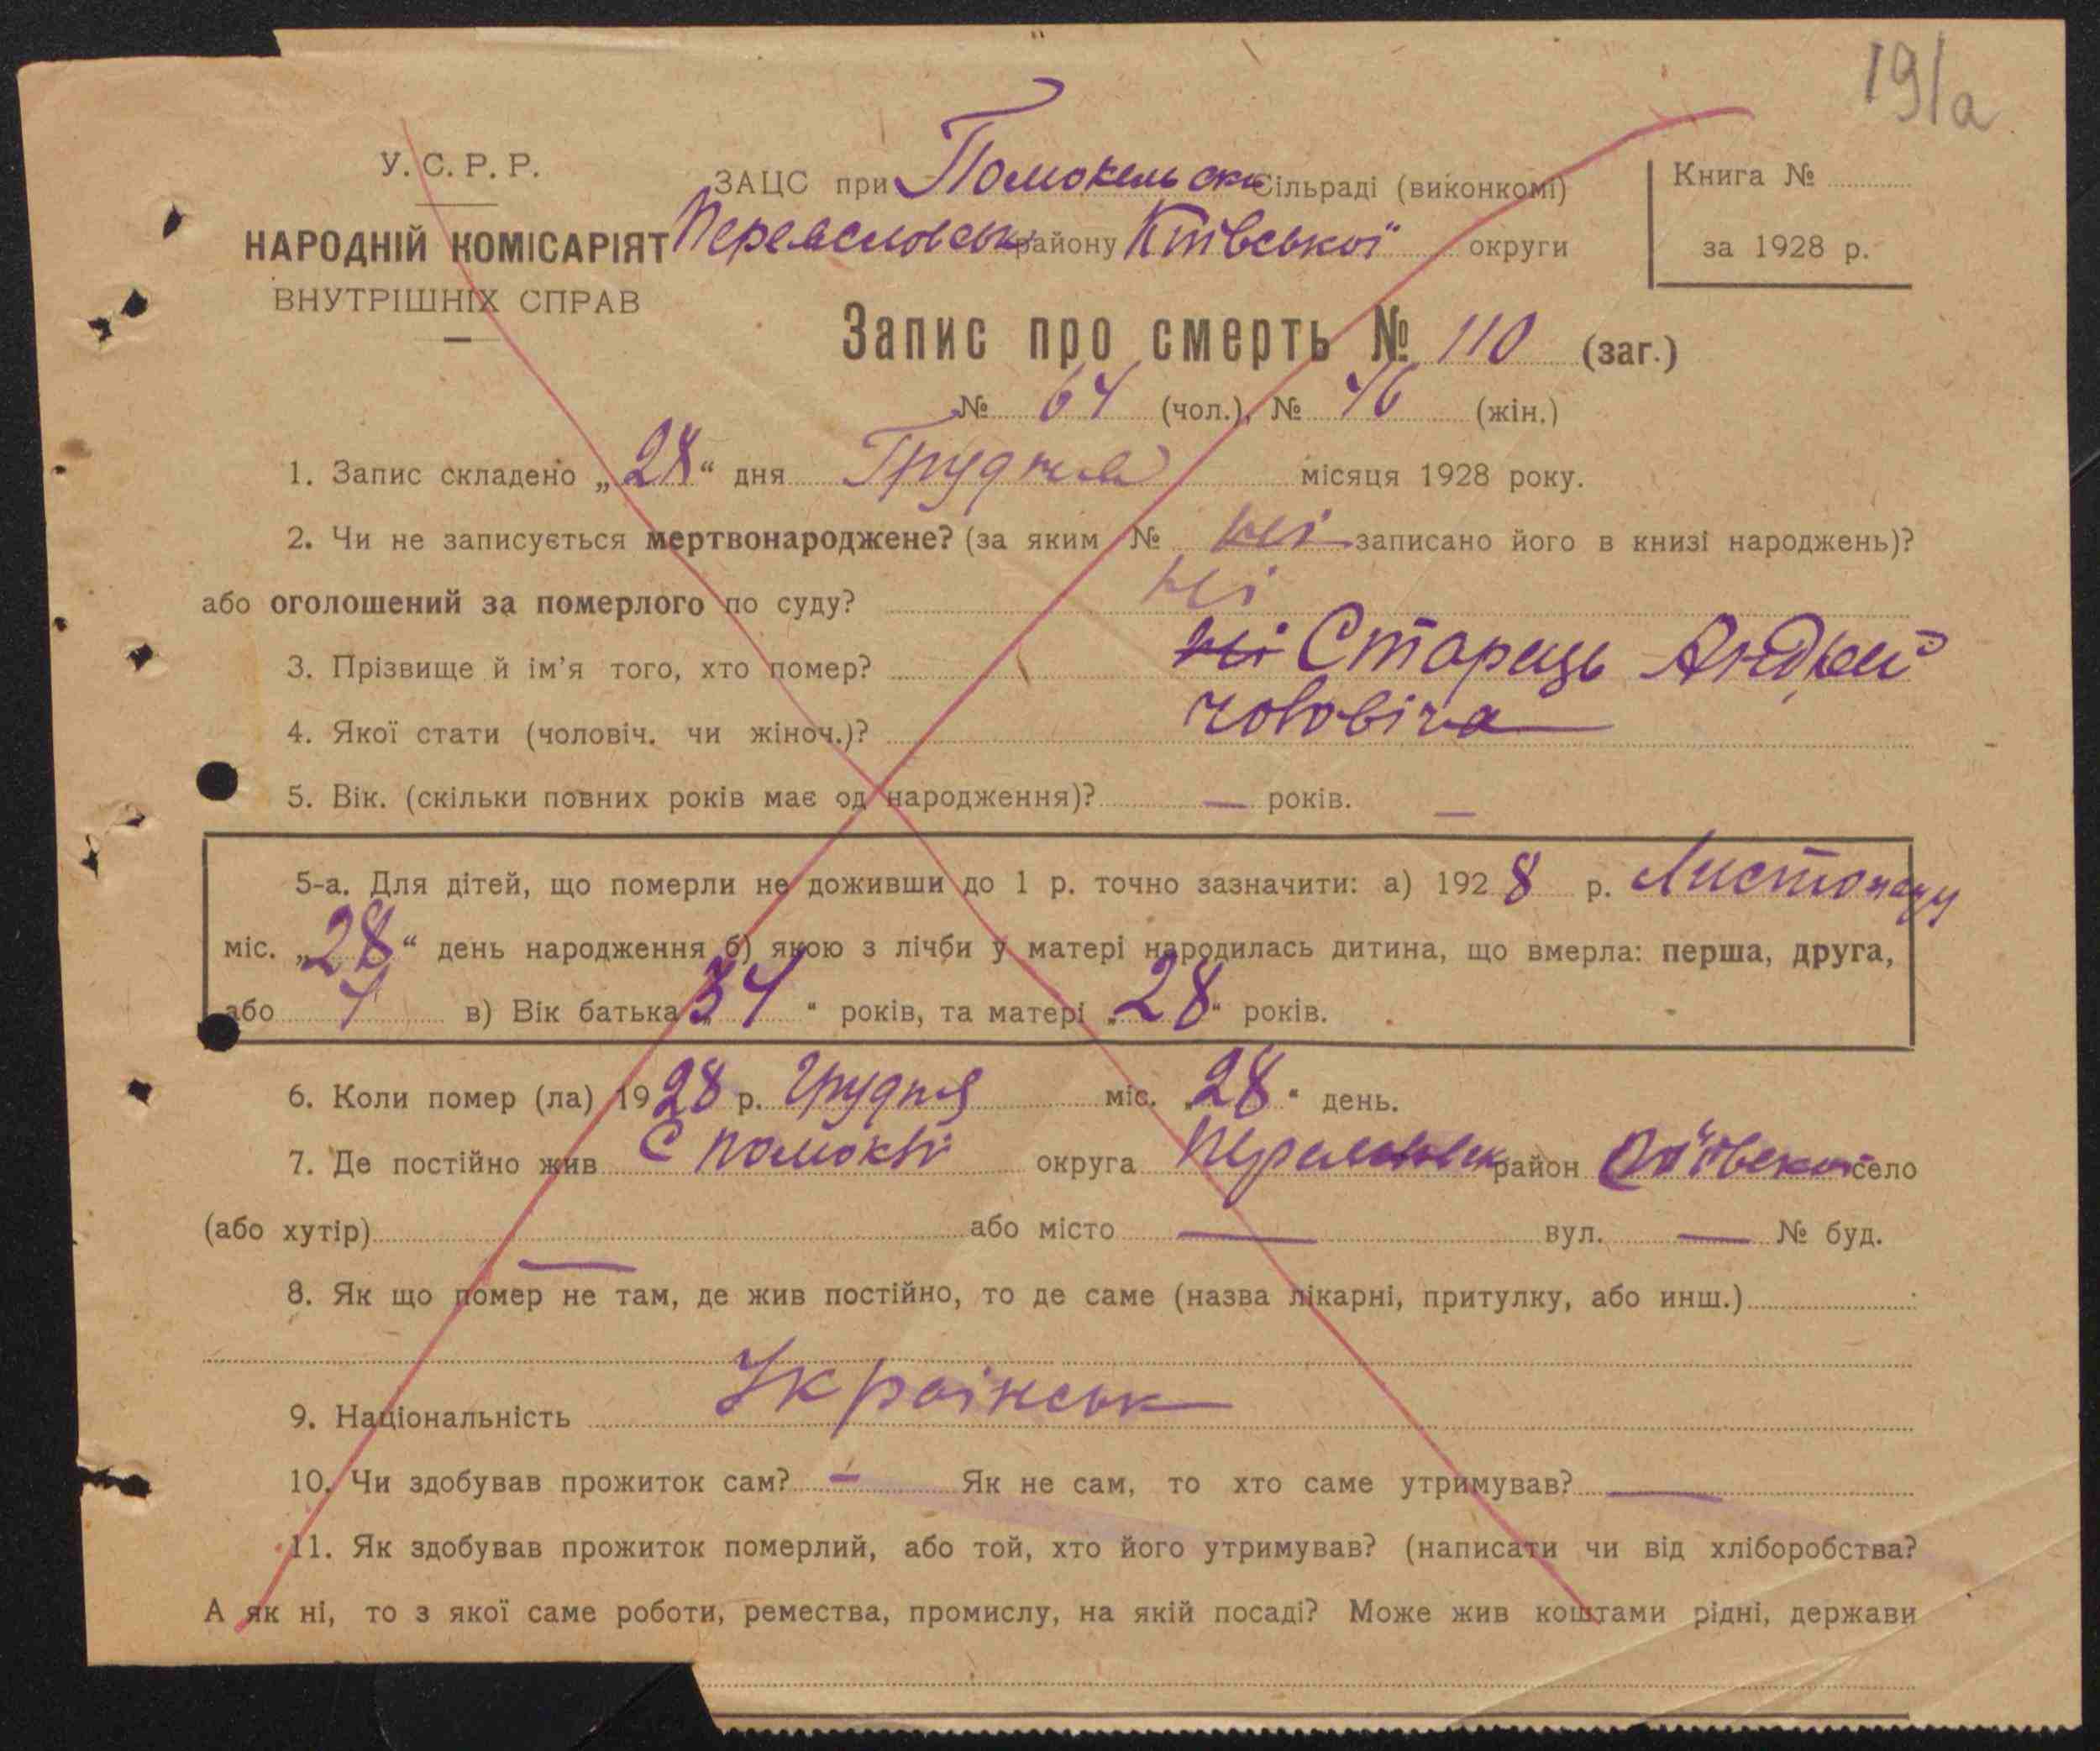 191а
У.С.Р.Р.
НАРОДНІЙ КОМІСАРІЯТ
ВНУТРІШНІХ СПРАВ
ЗАЦС при Помокельскі Сільраді (виконкомі)
району Київської округи
Книга №
за 1928 р.
Запис про смерть № 110 (заг.)
№ 64 (чол.), № 46 (жін.)
1. Запис складено „28“ дня Грудня місяця 1928 року.
2. Чи не записується мертвонароджене? (за яким № ні записано його в книзі народжень)?
або оголошений за померлого по суду? ні
3. Прізвище й ім'я того, хто помер? ні Старець Андрей
4. Якої стати (чоловіч. чи жіноч.)? чоловіча
5. Вік. (скільки повних років має од народження)? — років. —
5-а. Для дітей, що померли не доживши до 1 р. точно зазначити: а) 1928 р. Листопаду
міс. „28“ день народження б) якою з лічби у матері народилась дитина, що вмерла: перша, друга,
або 4 в) Вік батька „34“ років, та матері „28“ років.
6. Коли помер (ла) 1928 р. Грудня міс. „28“ день.
7. Де постійно жив С Помоклі округа район село
(або хутір) — або місто — вул. — № буд.
8. Як що помер не там, де жив постійно, то де саме (назва лікарні, притулку, або инш.)
9. Національність Українськ
10. Чи здобував прожиток сам? — Як не сам, то хто саме утримував? —
11. Як здобував прожиток померлий, або той, хто його утримував? (написати чи від хліборобства?
А як ні, то з якої саме роботи, ремества, промислу, на якій посаді? Може жив коштами рідні, держави